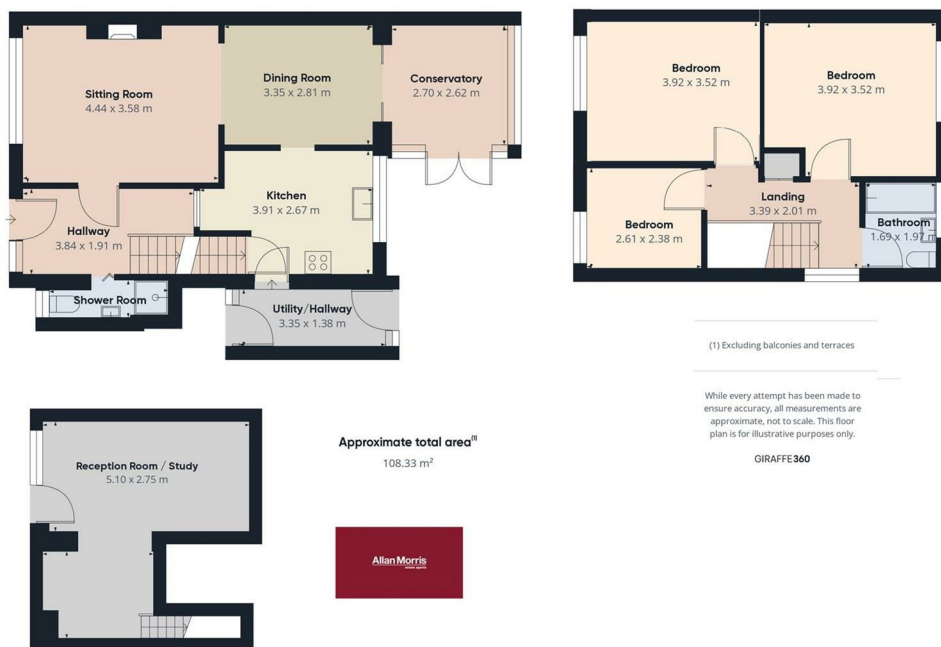 Sitting Room
4.44 x 3.58 m
Dining Room
3.35 x 2.81 m
Conservatory
2.70 x 2.62 m
Kitchen
3.91 x 2.67 m
Hallway
3.84 x 1.91 m
Shower Room
Utility/Hallway
3.35 x 1.38 m
Bedroom
3.92 x 3.52 m
Bedroom
3.92 x 3.52 m
Bedroom
2.61 x 2.38 m
Landing
3.39 x 2.01 m
Bathroom
1.69 x 1.97 m
Reception Room / Study
5.10 x 2.75 m
Approximate total area(1)
108.33 m²
Allan Morris
estate agents
(1) Excluding balconies and terraces
While every attempt has been made to
ensure accuracy, all measurements are
approximate, not to scale. This floor
plan is for illustrative purposes only.
GIRAFFE360